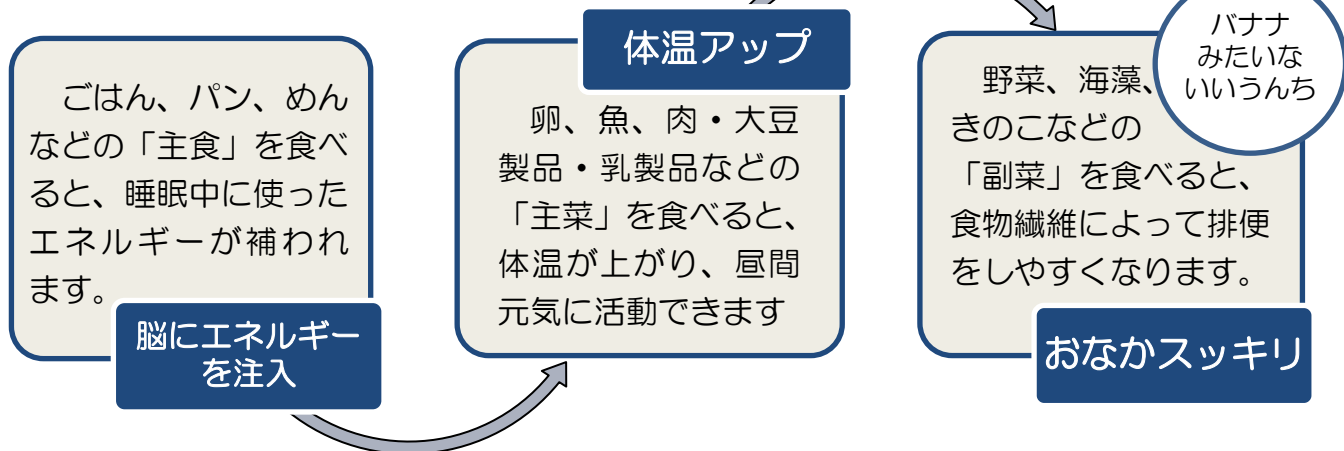 ごはん、パン、めん
などの「主食」を食べ
ると、睡眠中に使った
エネルギーが補われ
ます。
脳にエネルギー
を注入
体温アップ
卵、魚、肉・大豆
製品・乳製品などの
「主菜」を食べると、
体温が上がり、昼間
元気に活動できます
バナナ
みたいな
いいうんち
野菜、海藻、
きのこなどの
「副菜」を食べると、
食物繊維によって排便
をしやすくなります。
おなかスッキリ